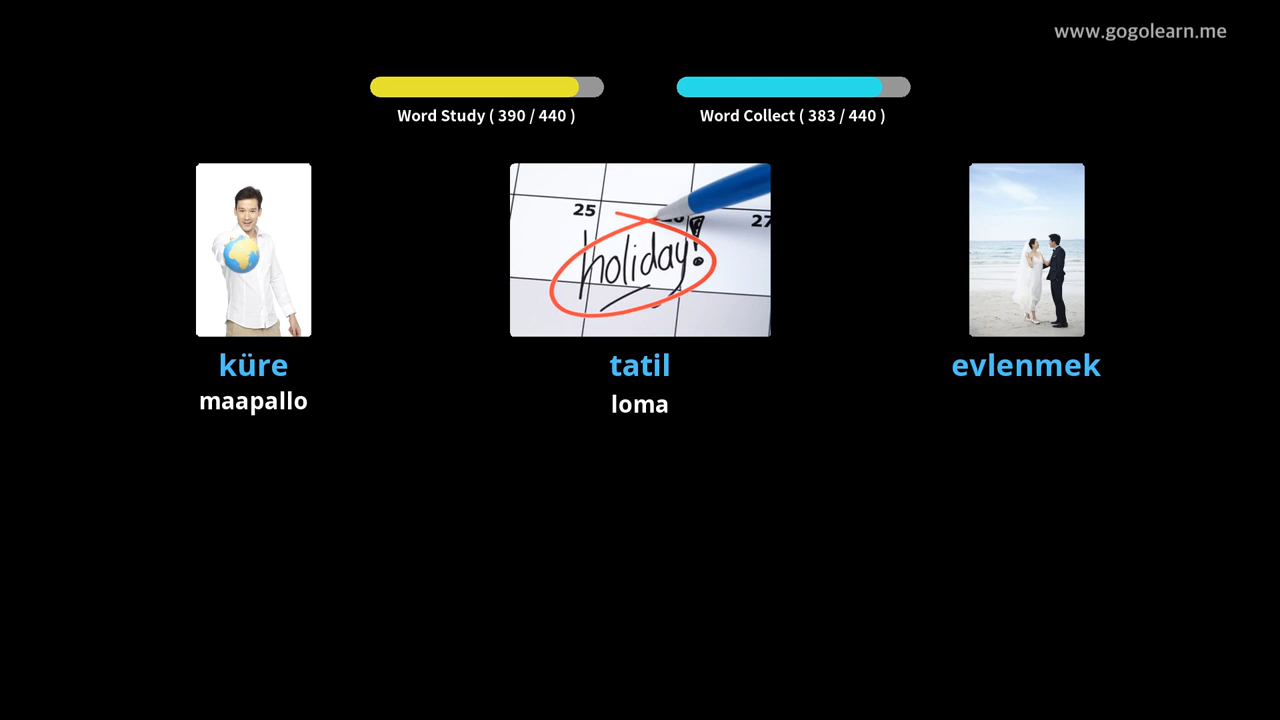 www.gogolearn.me
Word Study ( 390 / 440 )
Word Collect ( 383 / 440 )
25
27
holiday!
küre
tatil
evlenmek
maapallo
loma